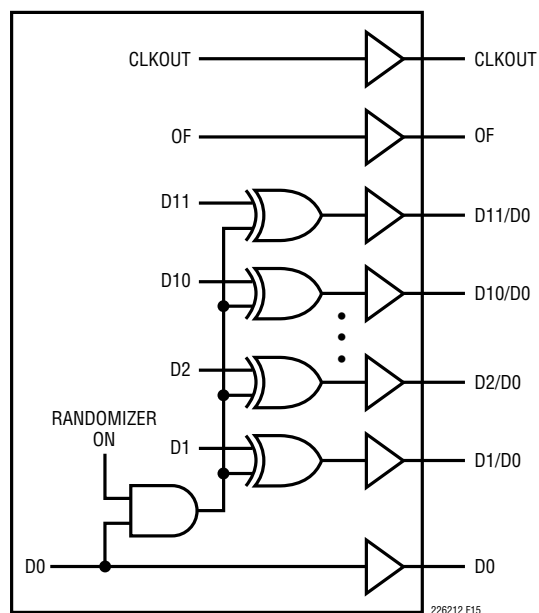 CLKOUT
CLKOUT
OF
OF
D11
D11/D0
D10
D10/D0
D2
D2/D0
RANDOMIZER
ON
D1
D1/D0
D0
D0
226212 F15